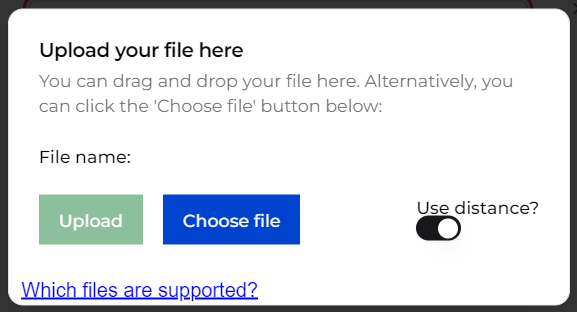 Upload your file here
You can drag and drop your file here. Alternatively, you
can click the 'Choose file' button below:
File name:
Upload
Choose file
Use distance?
Which files are supported?